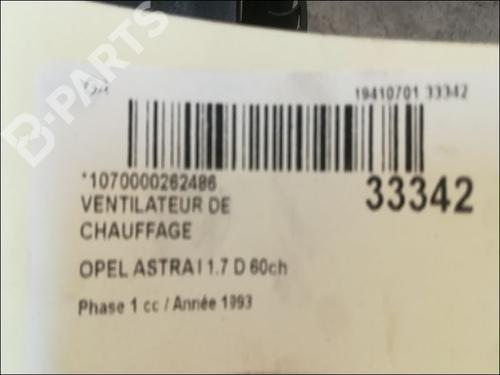 B-PARTS
19410701 33342
*1070000262486
33342
VENTILATEUR DE
CHAUFFAGE
OPEL ASTRA I 1.7 D 60ch
Phase 1 cc / Année 1993